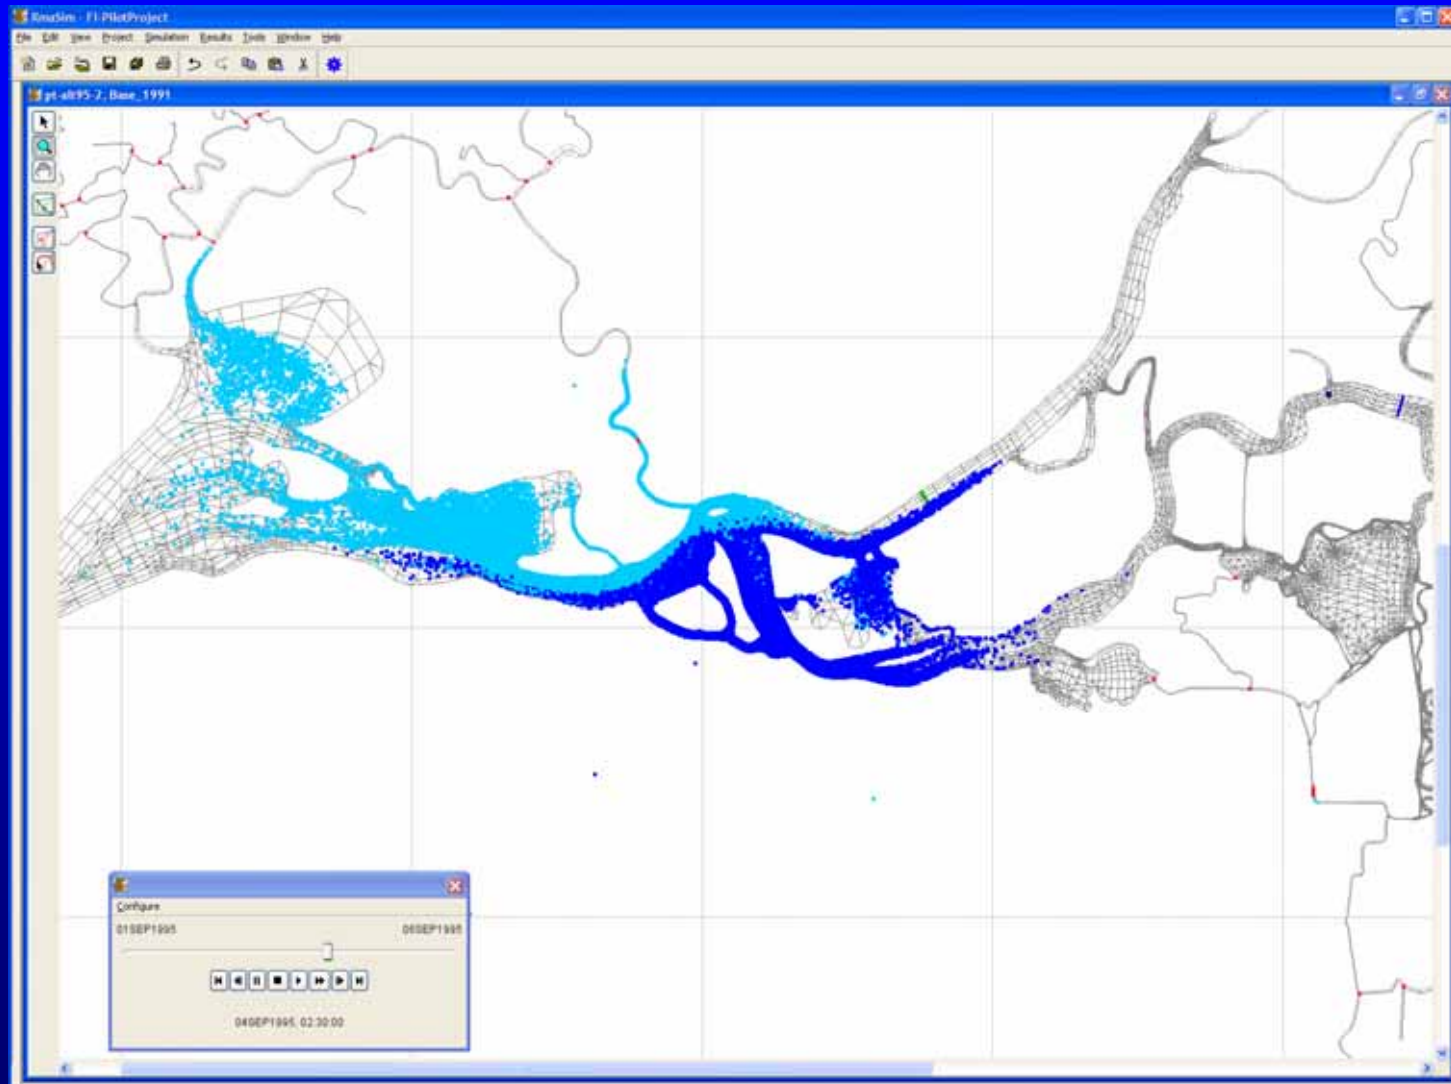 RmaSim - FI-PilotProject
File Edit View Project Simulation Results Tools Window Help
pt-alt95-2, Base_1991
Configure
01SEP1995 06SEP1995
04SEP1995, 02:30:00